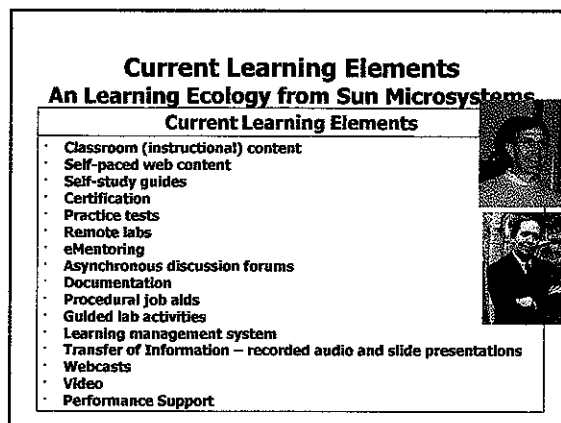 Current Learning Elements
An Learning Ecology from Sun Microsystems
Current Learning Elements
· Classroom (instructional) content
· Self-paced web content
· Self-study guides
· Certification
· Practice tests
· Remote labs
· eMentoring
· Asynchronous discussion forums
· Documentation
· Procedural job aids
· Guided lab activities
· Learning management system
· Transfer of Information – recorded audio and slide presentations
· Webcasts
· Video
· Performance Support